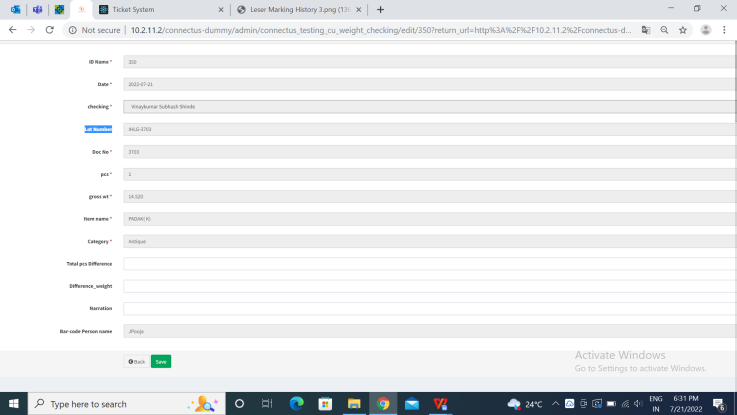 Ticket System
Leser Marking History 3.png (136
Not secure 10.2.11.2/connectus-dummy/admin/connectus_testing_cu_weight_checking/edit/350?return_url=http%3A%2F%2F10.2.11.2%2Fconnectus-d...
ID Name * 350
Date * 2022-07-21
checking * Vinaykumar Subhash Shinde
Lot Number
Doc No * 3703
pcs * 1
gross wt * 14.520
Item name * PADAK( K)
Category * Antique
Total pcs Difference
Difference_weight
Narration
Bar-code Person name JPooja
Back Save
Activate Windows
Go to Settings to activate Windows.
Type here to search
24°C
ENG
IN
6:31 PM
7/21/2022
6